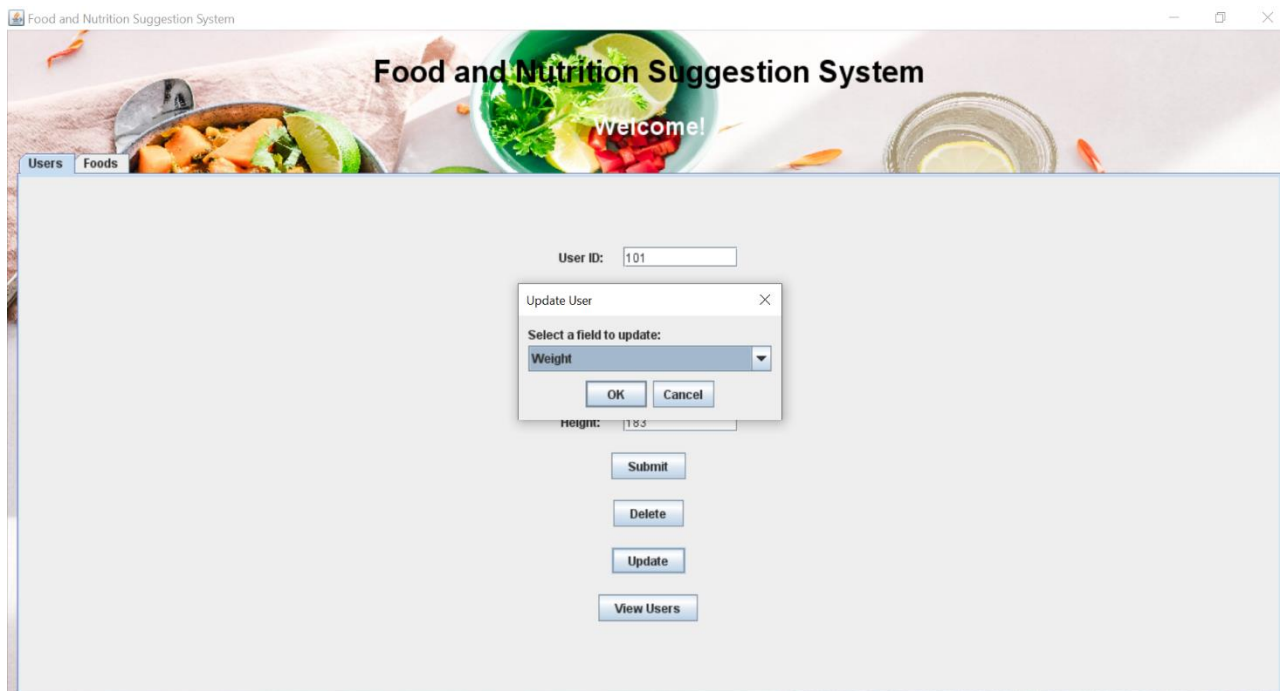 Food and Nutrition Suggestion System
Food and Nutrition Suggestion System
Welcome!
Users Foods
User ID: 101
Update User
Select a field to update:
Weight
OK Cancel
Height: 183
Submit
Delete
Update
View Users